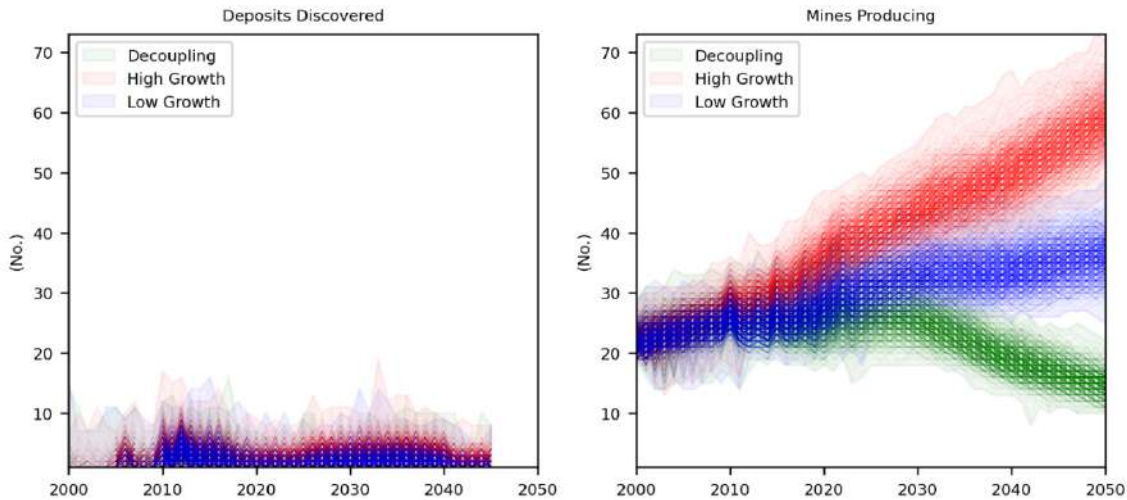 Deposits Discovered
70
60
50
40
30
20
10
(No.)
Decoupling
High Growth
Low Growth
2000 2010 2020 2030 2040 2050
Mines Producing
70
60
50
40
30
20
10
(No.)
Decoupling
High Growth
Low Growth
2000 2010 2020 2030 2040 2050